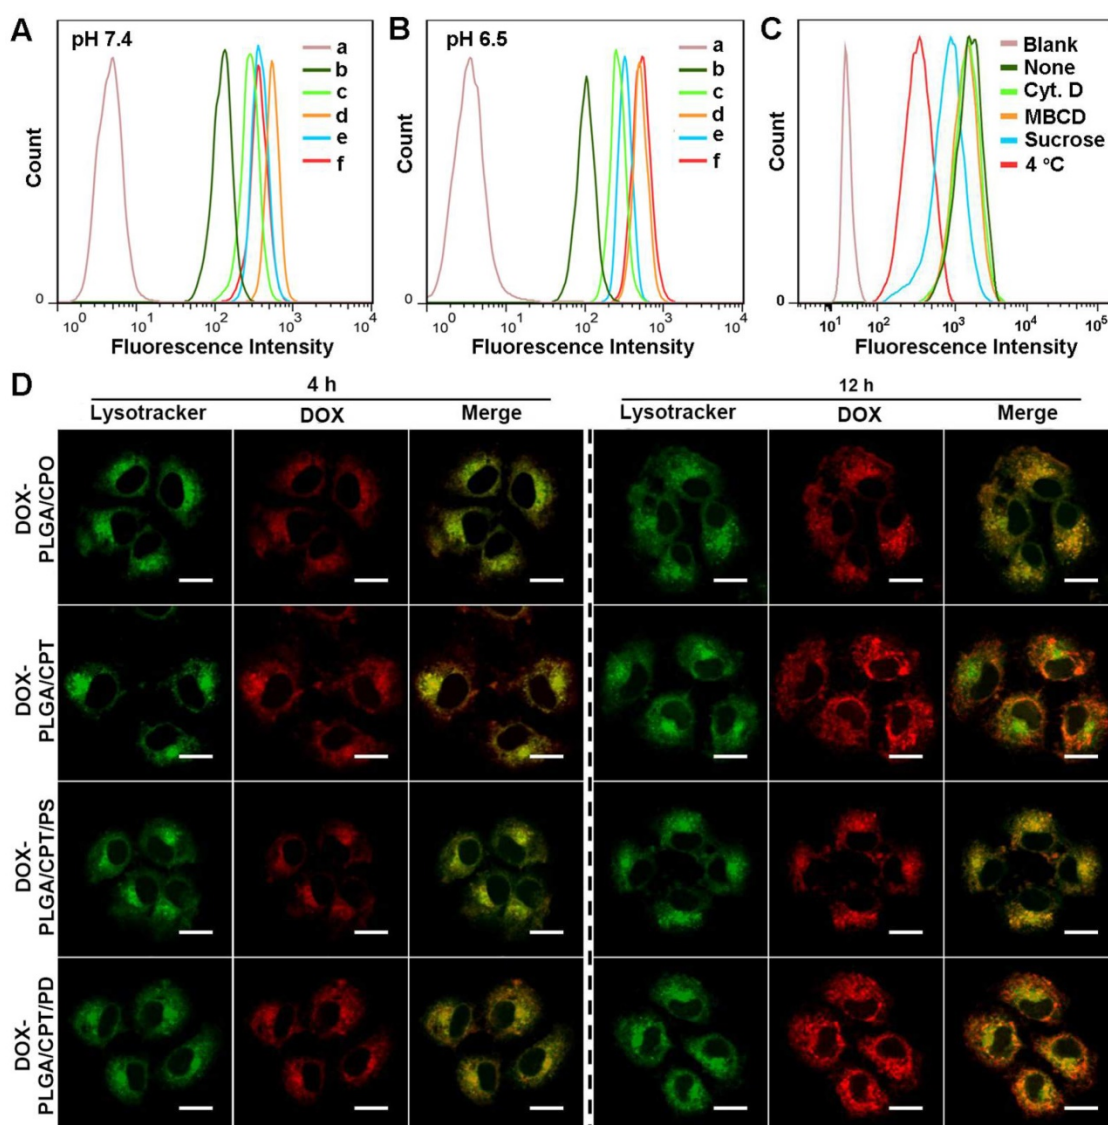 A
pH 7.4
a
b
c
d
e
f
Count
0
10^0 10^1 10^2 10^3 10^4
Fluorescence Intensity
B
pH 6.5
a
b
c
d
e
f
Count
0
10^0 10^1 10^2 10^3 10^4
Fluorescence Intensity
C
Blank
None
Cyt. D
MBCD
Sucrose
4 °C
Count
0
10^1 10^2 10^3 10^4 10^5
Fluorescence Intensity
D
4 h
12 h
Lysotracker DOX Merge
Lysotracker DOX Merge
DOX-
PLGA/CPO
DOX-
PLGA/CPT
DOX-
PLGA/CPT/PS
DOX-
PLGA/CPT/PD